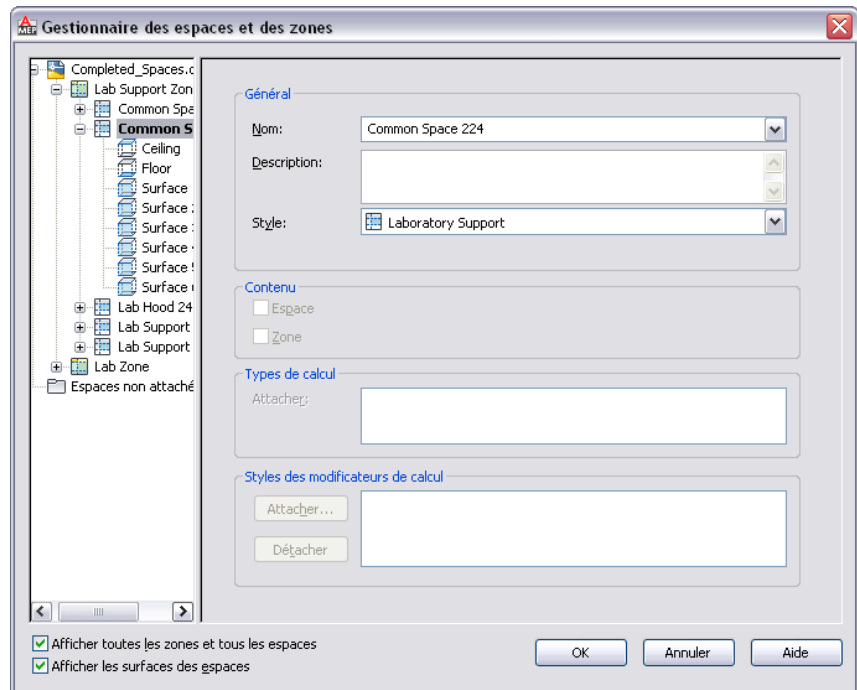 Gestionnaire des espaces et des zones
Completed_Spaces.c
Lab Support Zon
Common Spa
Common S
Ceiling
Floor
Surface
Surface
Surface
Surface
Surface
Surface
Lab Hood 24
Lab Support
Lab Support
Lab Zone
Espaces non attaché
Général
Nom:
Common Space 224
Description:
Style:
Laboratory Support
Contenu
Espace
Zone
Types de calcul
Attacher:
Styles des modificateurs de calcul
Attacher...
Détacher
Afficher toutes les zones et tous les espaces
Afficher les surfaces des espaces
OK
Annuler
Aide